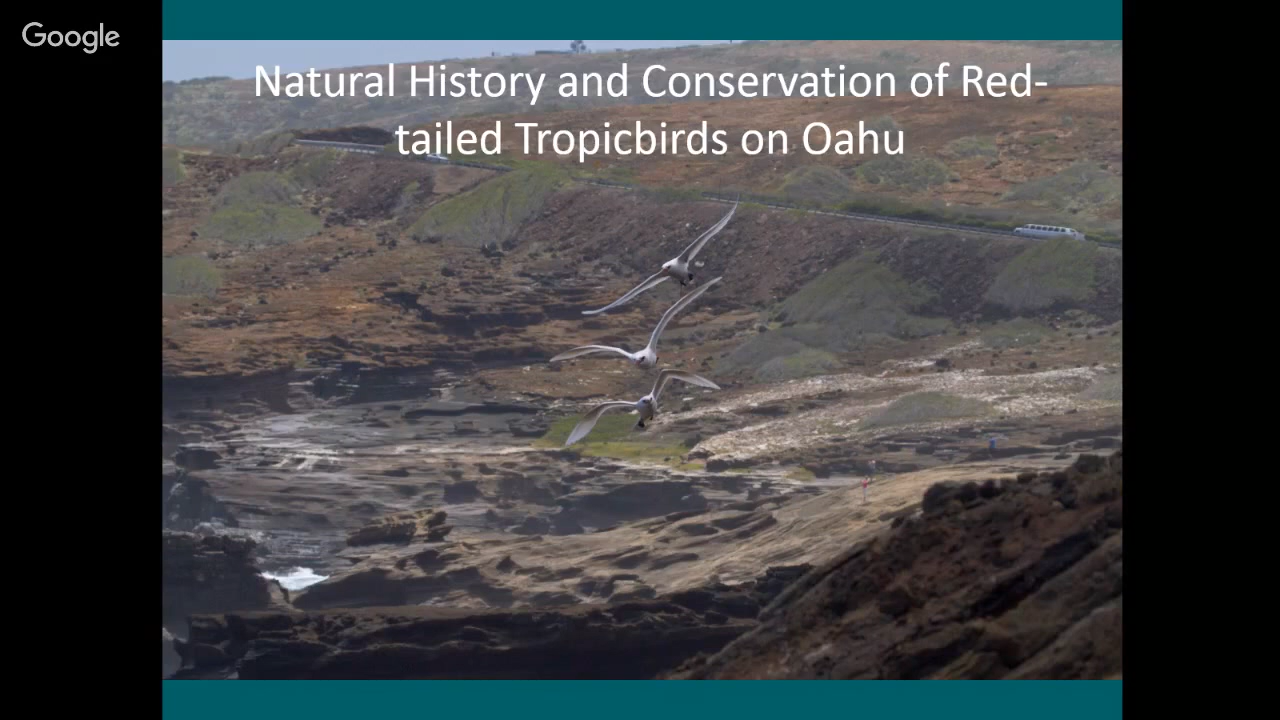 Google
Natural History and Conservation of Red-
tailed Tropicbirds on Oahu